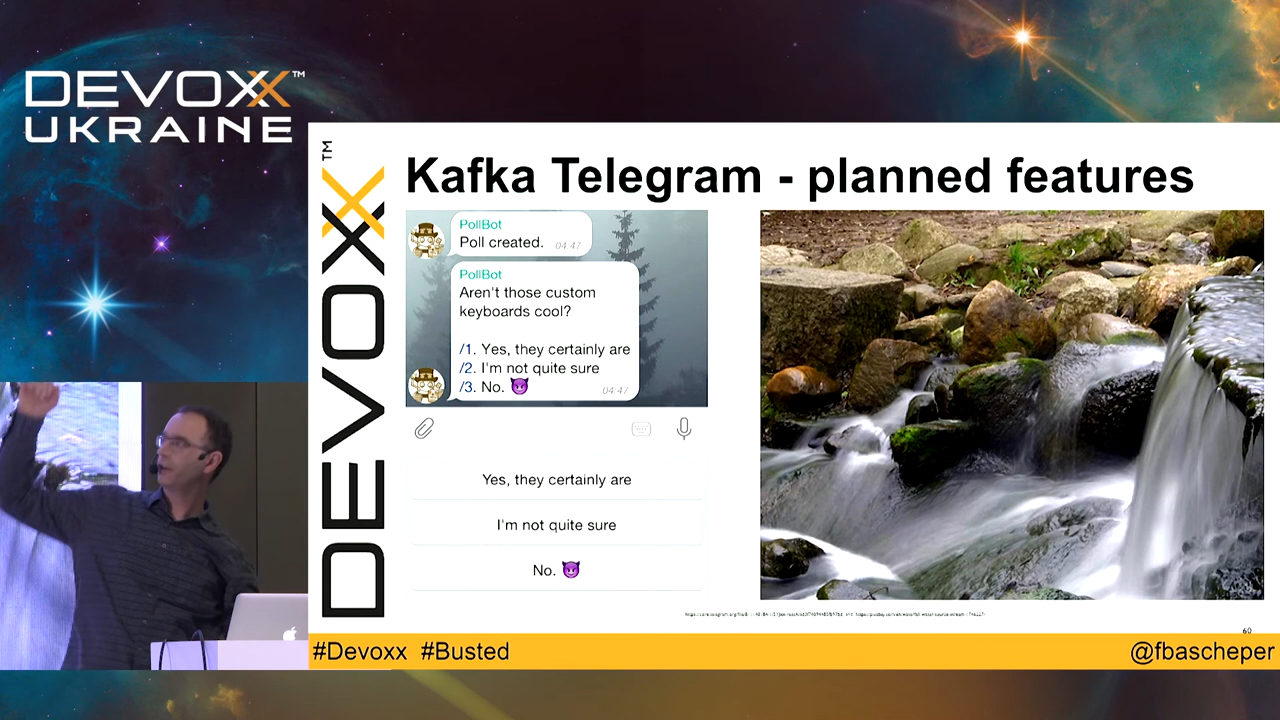 DEVOXX™
UKRAINE
DEVOXX™
Kafka Telegram - planned features
PollBot
Poll created. 04:47
PollBot
Aren't those custom
keyboards cool?
/1. Yes, they certainly are
/2. I'm not quite sure
/3. No. 😈 04:47
Yes, they certainly are
I'm not quite sure
No. 😈
60
#Devoxx #Busted
@fbascheper